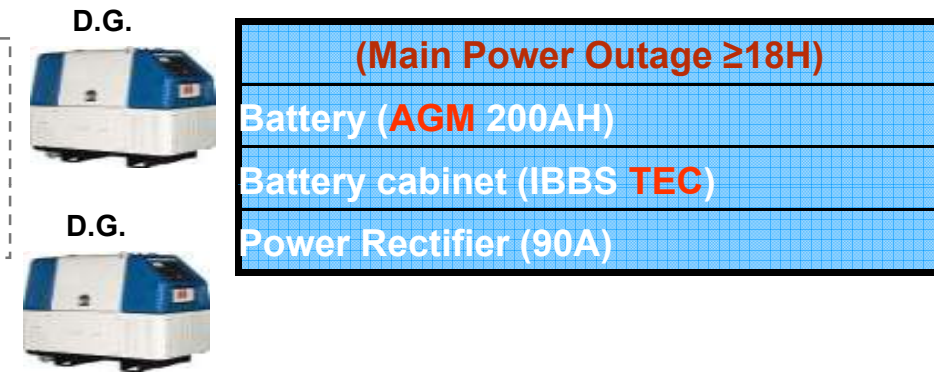 D.G.
(Main Power Outage ≥18H)
Battery (AGM 200AH)
Battery cabinet (IBBS TEC)
Power Rectifier (90A)
D.G.